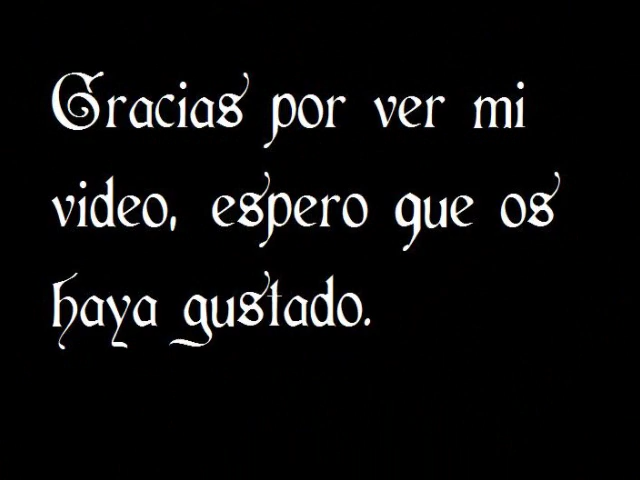 Gracias por ver mi
video, espero que os
haya gustado.